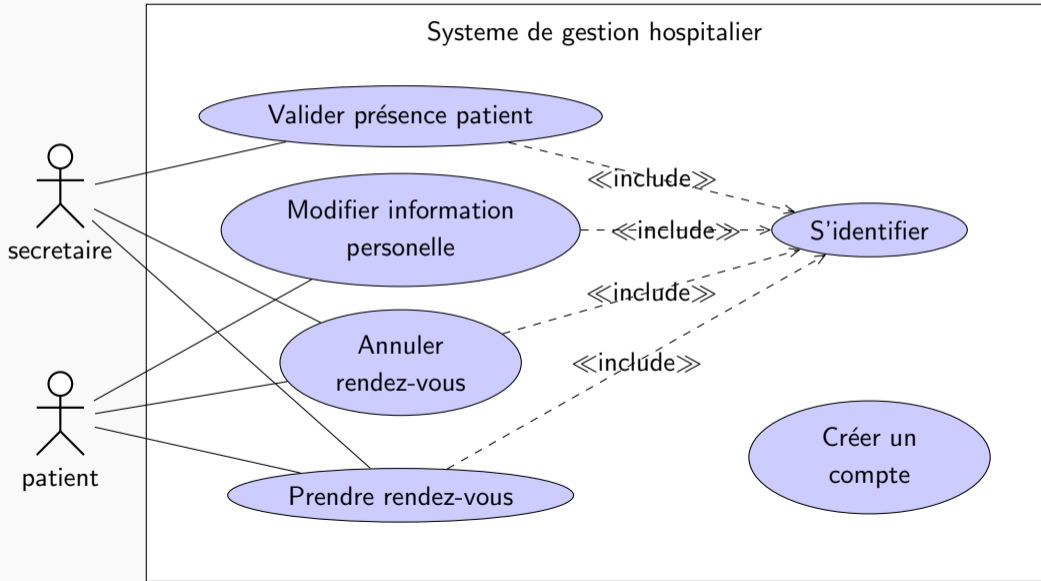 Systeme de gestion hospitalier
Valider présence patient
≪include≫
secretaire
Modifier information
personelle
≪include≫
S'identifier
≪include≫
Annuler
rendez-vous
≪include≫
patient
Créer un
compte
Prendre rendez-vous